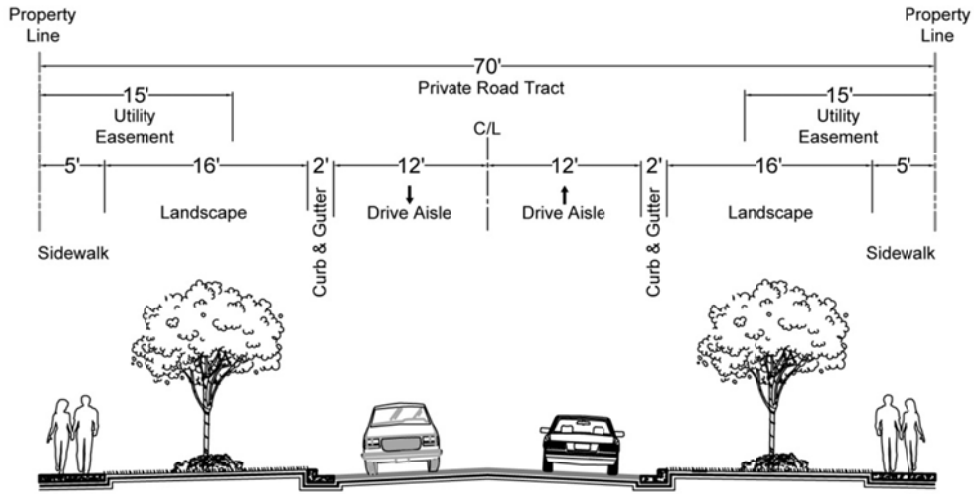 Property
Line
Property
Line
70'
Private Road Tract
15'
Utility
Easement
15'
Utility
Easement
C/L
5'
16'
2'
12'
12'
2'
16'
5'
Landscape
Curb & Gutter
Drive Aisle
Drive Aisle
Curb & Gutter
Landscape
Sidewalk
Sidewalk